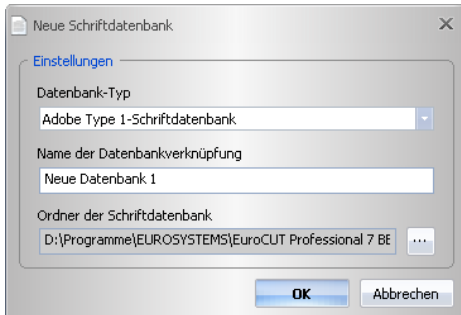 Neue Schriftdatenbank
Einstellungen
Datenbank-Typ
Adobe Type 1-Schriftdatenbank
Name der Datenbankverknüpfung
Neue Datenbank 1
Ordner der Schriftdatenbank
D:\Programme\EUROSYSTEMS\EuroCUT Professional 7 BE
...
OK Abbrechen